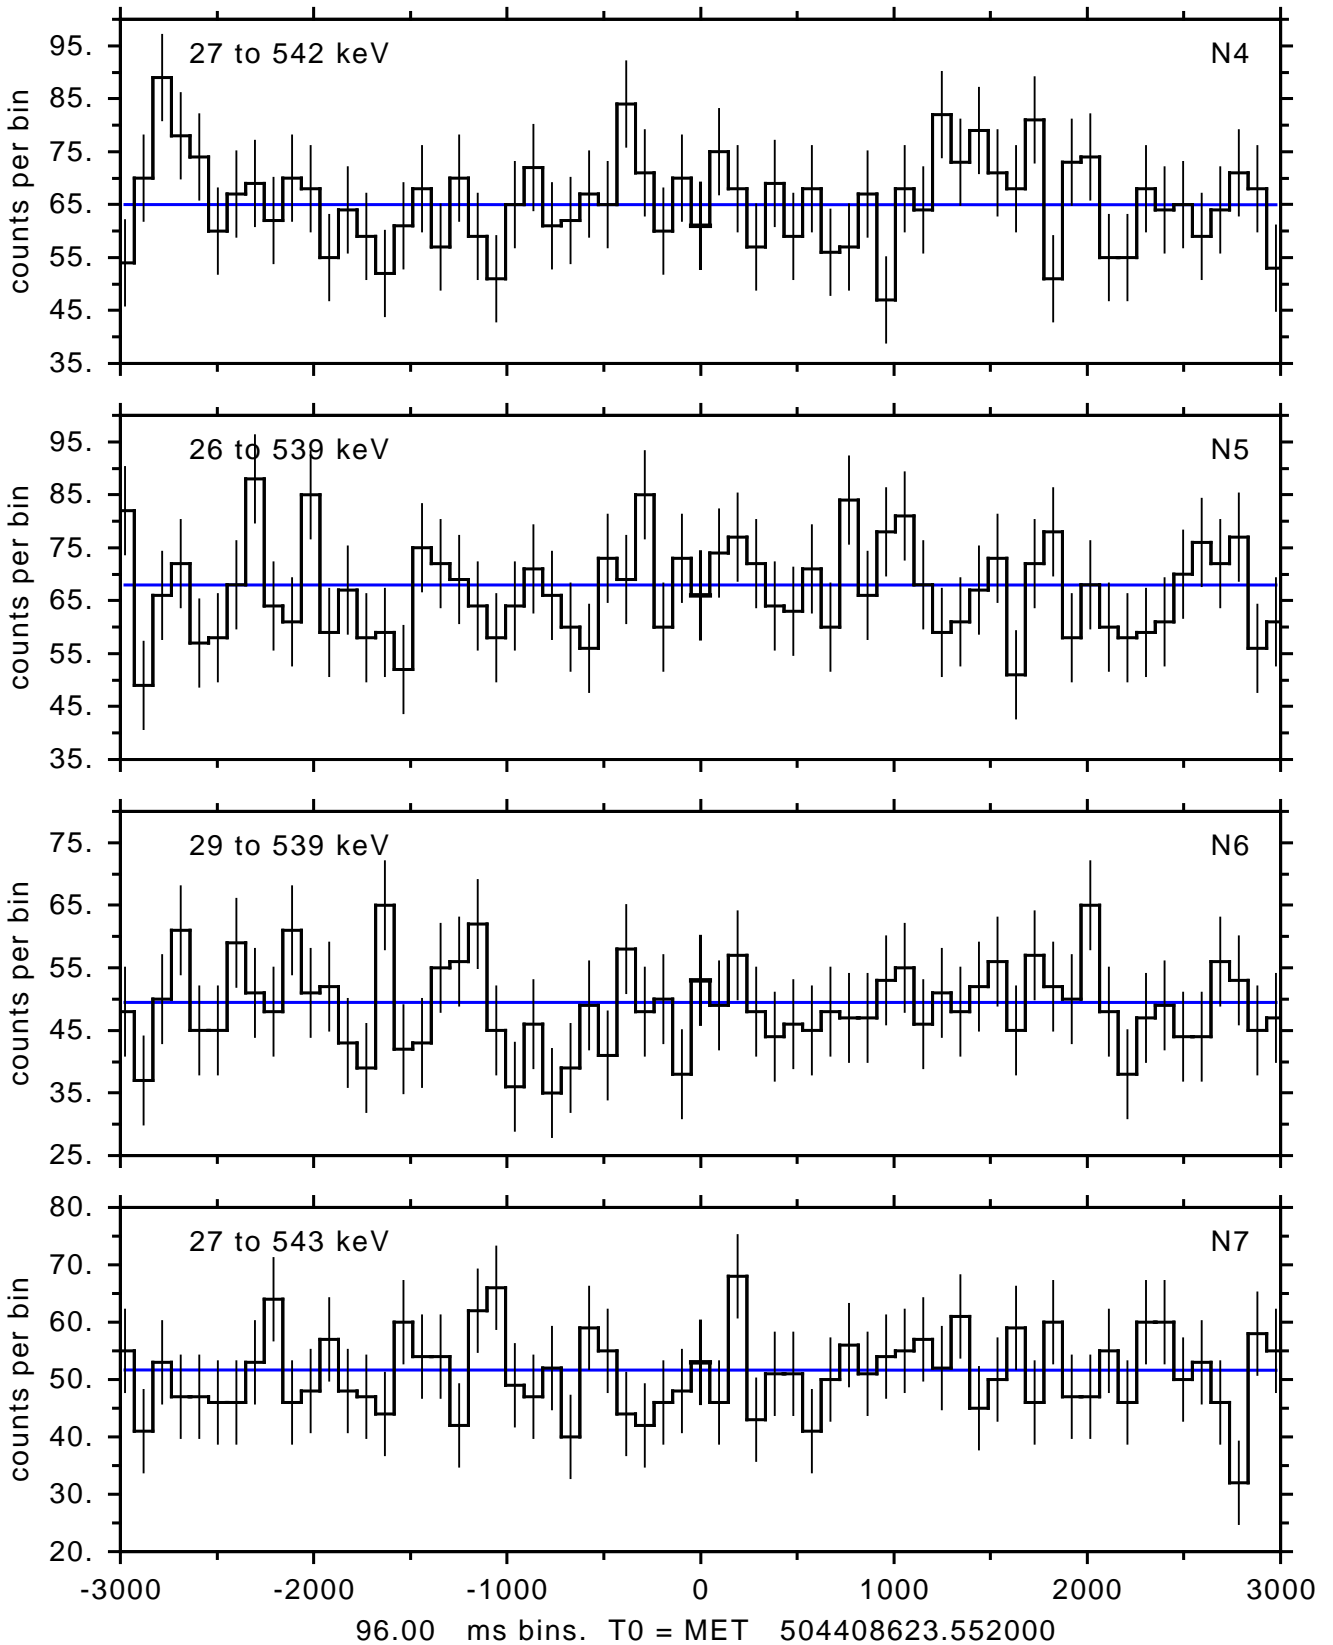 27 to 542 keV N4
95.
85.
75.
65.
55.
45.
35.
counts per bin
26 to 539 keV N5
95.
85.
75.
65.
55.
45.
35.
counts per bin
29 to 539 keV N6
75.
65.
55.
45.
35.
25.
counts per bin
27 to 543 keV N7
80.
70.
60.
50.
40.
30.
20.
counts per bin
-3000 -2000 -1000 0 1000 2000 3000
96.00 ms bins. T0 = MET 504408623.552000